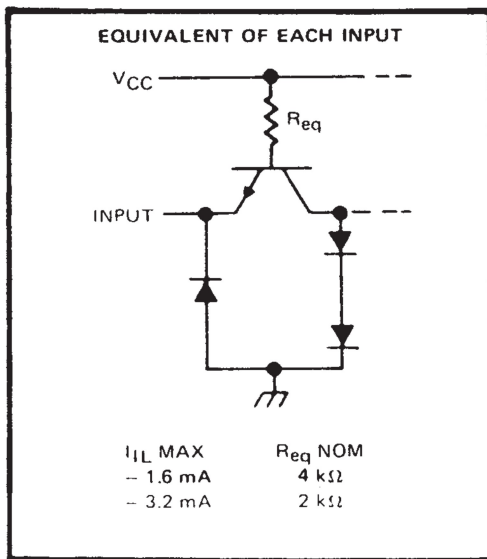 EQUIVALENT OF EACH INPUT
VCC
Req
INPUT
IIL MAX Req NOM
– 1.6 mA 4 kΩ
– 3.2 mA 2 kΩ